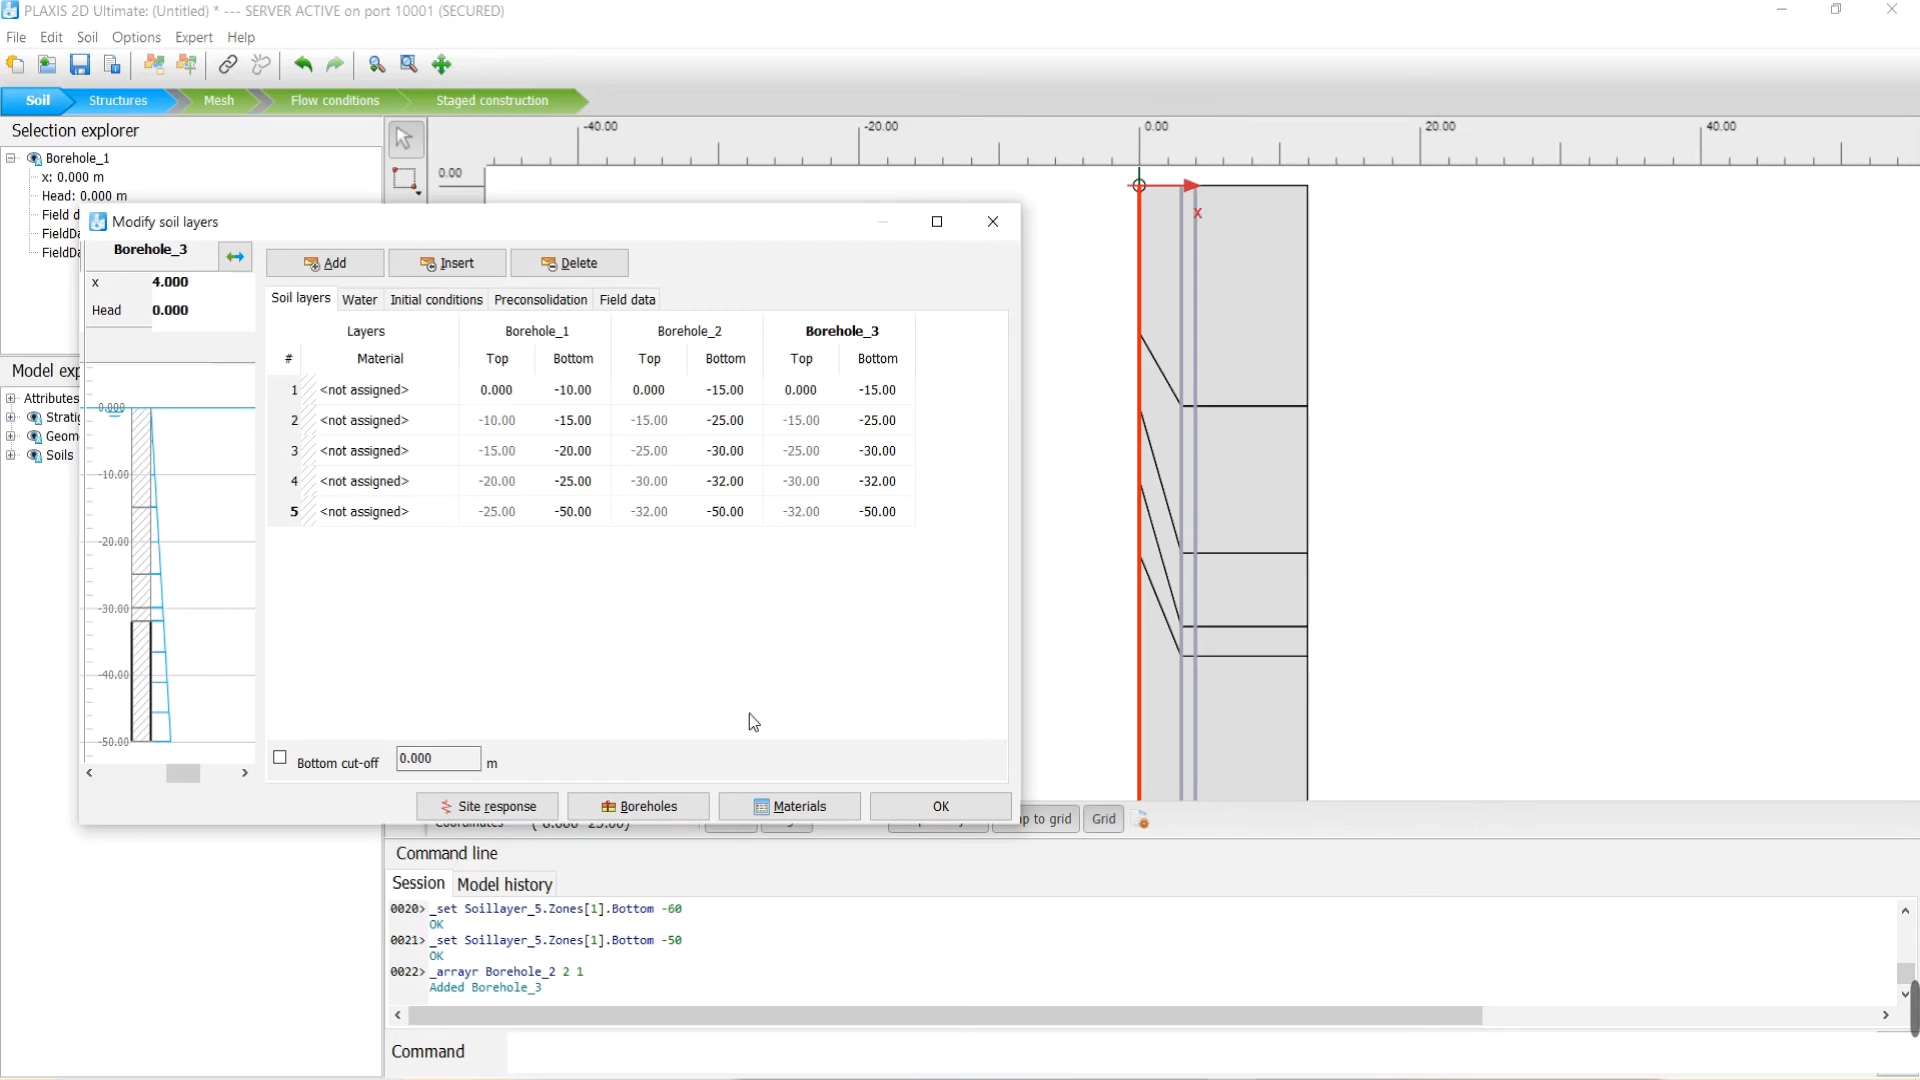 PLAXIS 2D Ultimate: (Untitled) * --- SERVER ACTIVE on port 10001 (SECURED)
File Edit Soil Options Expert Help
Soil Structures Mesh Flow conditions Staged construction
Selection explorer
Borehole_1
x: 0.000 m
Head: 0.000 m
Field d
FieldDa
FieldDa
Model exp
Attributes
Strati
Geom
Soils
-40.00 -20.00 0.00 20.00 40.00
0.00
x
Modify soil layers
Borehole_3
x 4.000
Head 0.000
0.000
-10.00
-20.00
-30.00
-40.00
-50.00
Add Insert Delete
Soil layers Water Initial conditions Preconsolidation Field data
Layers Borehole_1 Borehole_2 Borehole_3
# Material Top Bottom Top Bottom Top Bottom
1 <not assigned> 0.000 -10.00 0.000 -15.00 0.000 -15.00
2 <not assigned> -10.00 -15.00 -15.00 -25.00 -15.00 -25.00
3 <not assigned> -15.00 -20.00 -25.00 -30.00 -25.00 -30.00
4 <not assigned> -20.00 -25.00 -30.00 -32.00 -30.00 -32.00
5 <not assigned> -25.00 -50.00 -32.00 -50.00 -32.00 -50.00
Bottom cut-off 0.000 m
Site response Boreholes Materials OK
p to grid Grid
Command line
Session Model history
0020> _set Soillayer_5.Zones[1].Bottom -60
OK
0021> _set Soillayer_5.Zones[1].Bottom -50
OK
0022> _arrayr Borehole_2 2 1
Added Borehole_3
Command